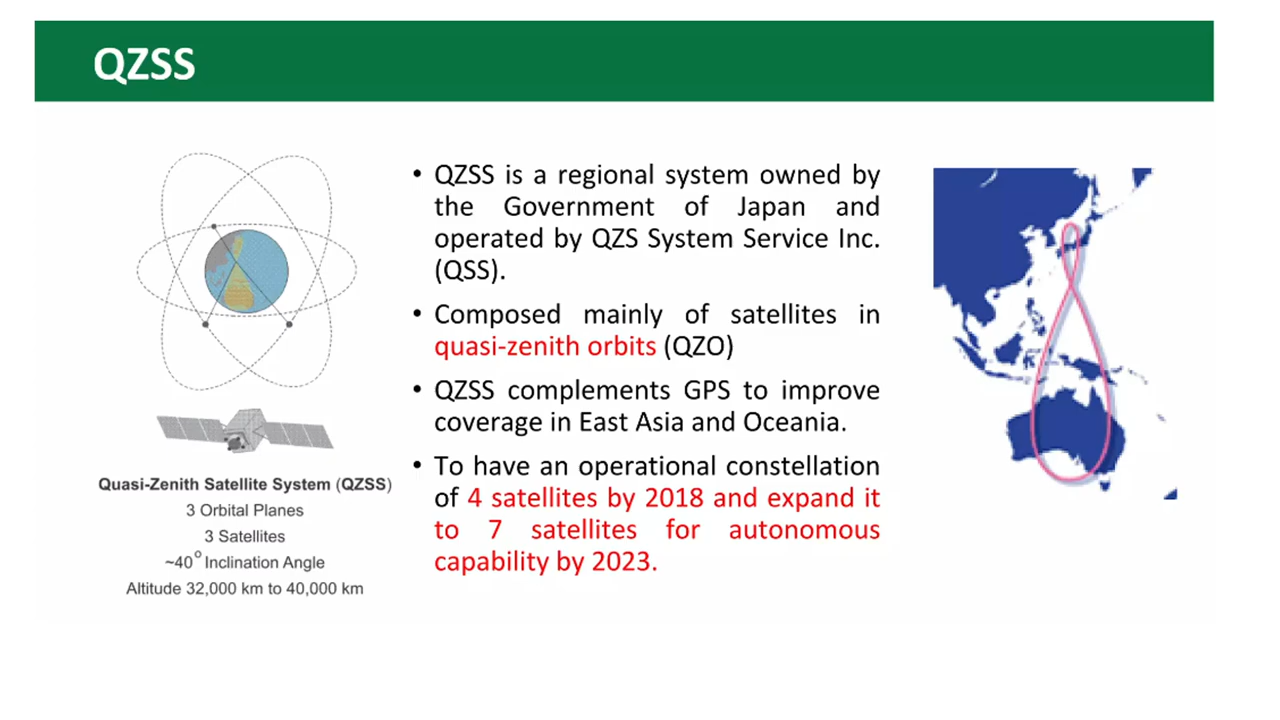 QZSS
• QZSS is a regional system owned by
the Government of Japan and
operated by QZS System Service Inc.
(QSS).
• Composed mainly of satellites in
quasi-zenith orbits (QZO)
• QZSS complements GPS to improve
coverage in East Asia and Oceania.
• To have an operational constellation
of 4 satellites by 2018 and expand it
to 7 satellites for autonomous
capability by 2023.
Quasi-Zenith Satellite System (QZSS)
3 Orbital Planes
3 Satellites
~40° Inclination Angle
Altitude 32,000 km to 40,000 km